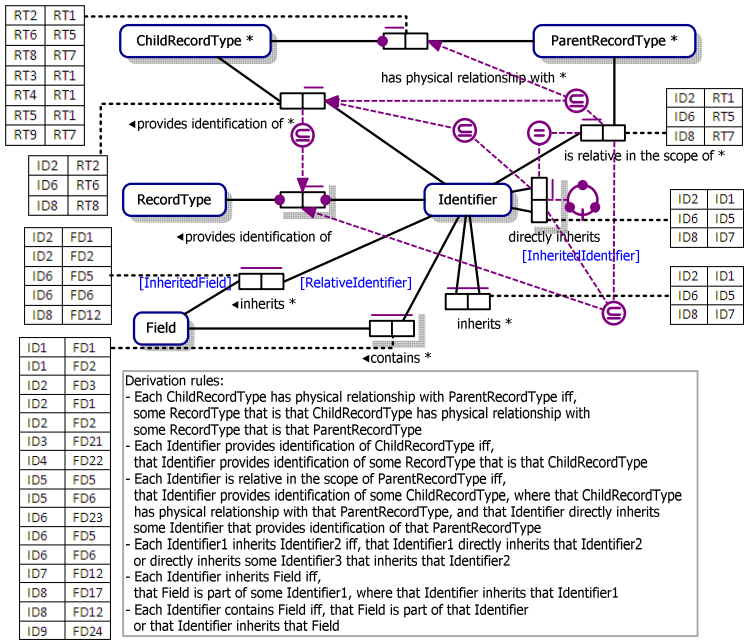 RT2 RT1
RT6 RT5
RT8 RT7
RT3 RT1
RT4 RT1
RT5 RT1
RT9 RT7
ChildRecordType *
ParentRecordType *
has physical relationship with *
◄provides identification of *
ID2 RT1
ID6 RT5
ID8 RT7
is relative in the scope of *
ID2 RT2
ID6 RT6
ID8 RT8
RecordType
Identifier
◄provides identification of
directly inherits
[InheritedIdentifier]
ID2 ID1
ID6 ID5
ID8 ID7
ID2 FD1
ID2 FD2
ID6 FD5
ID6 FD6
ID8 FD12
[InheritedField]
[RelativeIdentifier]
◄inherits *
inherits *
ID2 ID1
ID6 ID5
ID8 ID7
Field
◄contains *
ID1 FD1
ID1 FD2
ID2 FD3
ID2 FD1
ID2 FD2
ID3 FD21
ID4 FD22
ID5 FD5
ID5 FD6
ID6 FD23
ID6 FD5
ID6 FD6
ID7 FD12
ID8 FD17
ID8 FD12
ID9 FD24
Derivation rules:
- Each ChildRecordType has physical relationship with ParentRecordType iff,
some RecordType that is that ChildRecordType has physical relationship with
some RecordType that is that ParentRecordType
- Each Identifier provides identification of ChildRecordType iff,
that Identifier provides identification of some RecordType that is that ChildRecordType
- Each Identifier is relative in the scope of ParentRecordType iff,
that Identifier provides identification of some ChildRecordType, where that ChildRecordType
has physical relationship with that ParentRecordType, and that Identifier directly inherits
some Identifier that provides identification of that ParentRecordType
- Each Identifier1 inherits Identifier2 iff, that Identifier1 directly inherits that Identifier2
or directly inherits some Identifier3 that inherits that Identifier2
- Each Identifier inherits Field iff,
that Field is part of some Identifier1, where that Identifier inherits that Identifier1
- Each Identifier contains Field iff, that Field is part of that Identifier
or that Identifier inherits that Field